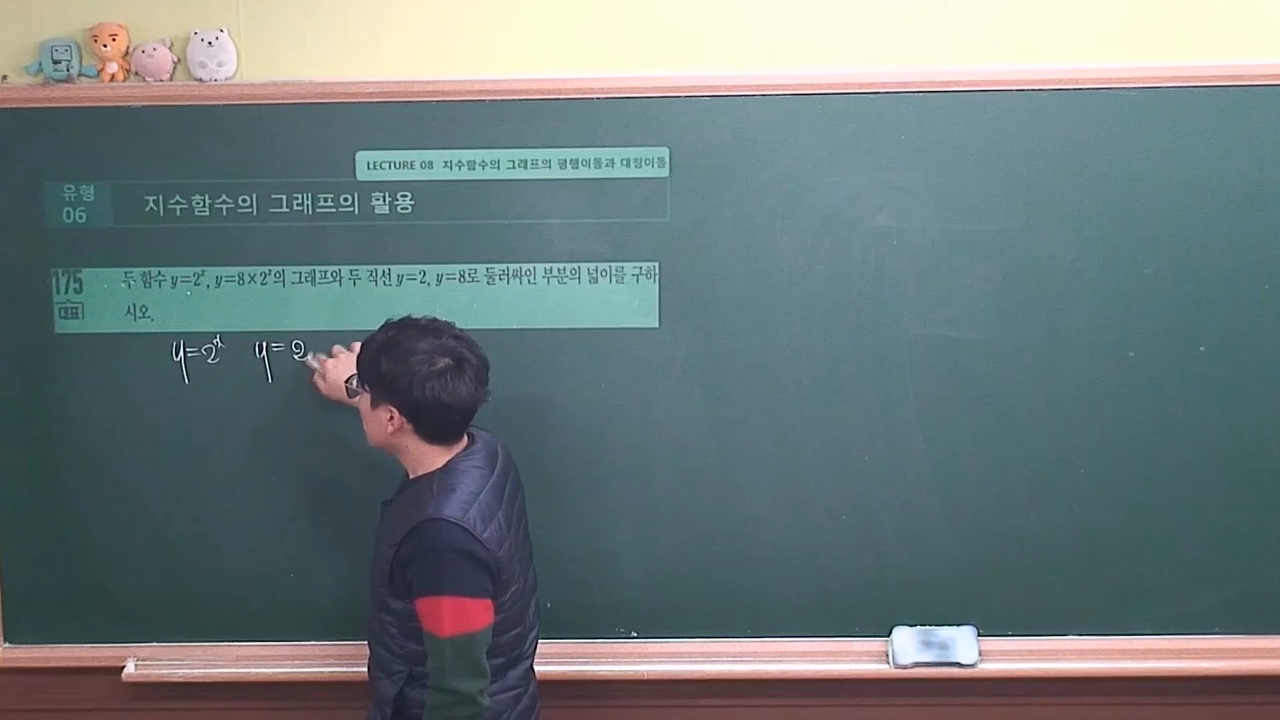 LECTURE 08 지수함수의 그래프의 평행이동과 대칭이동
유형
06
지수함수의 그래프의 활용
175
대표
두 함수 y=2ˣ, y=8×2ˣ의 그래프와 두 직선 y=2, y=8로 둘러싸인 부분의 넓이를 구하
시오.
y=2ˣ y=2